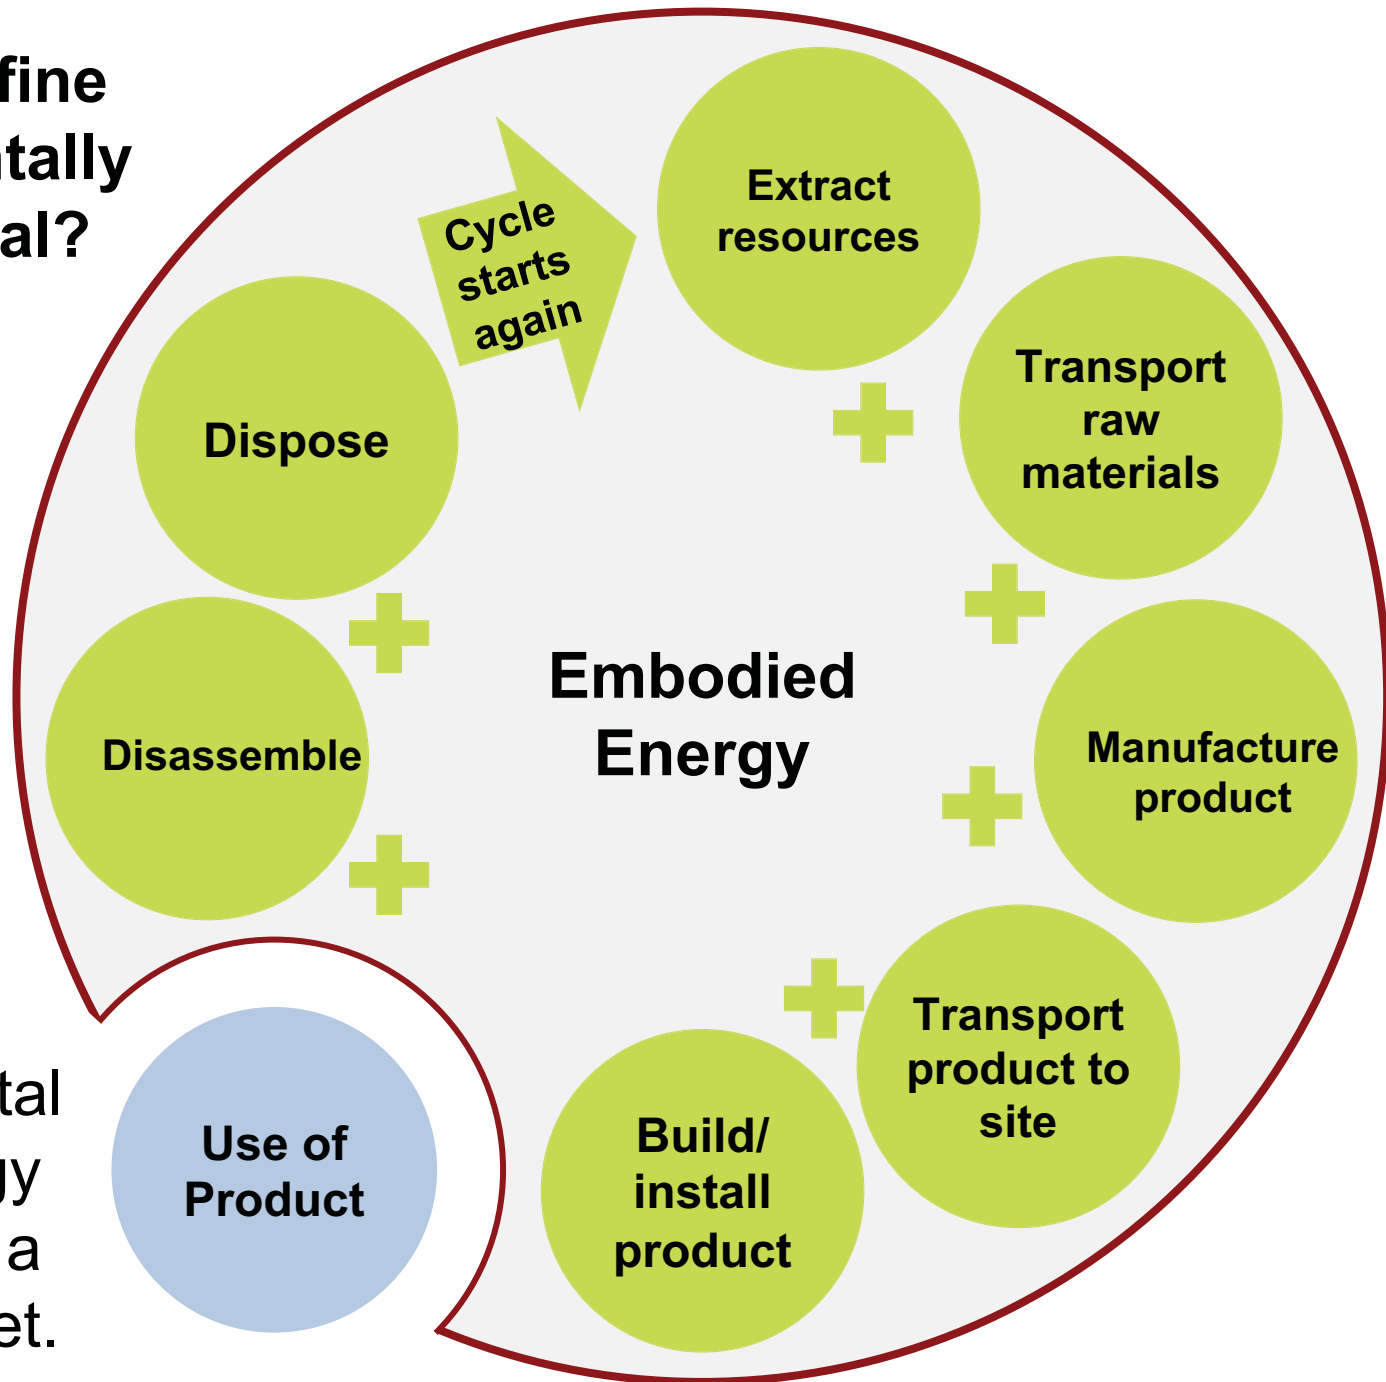 fine
ntally
al?
Cycle
starts
again
Extract
resources
Transport
raw
materials
Dispose
Embodied
Energy
Disassemble
Manufacture
product
Transport
product to
site
Build/
install
product
Use of
Product
tal
gy
a
et.